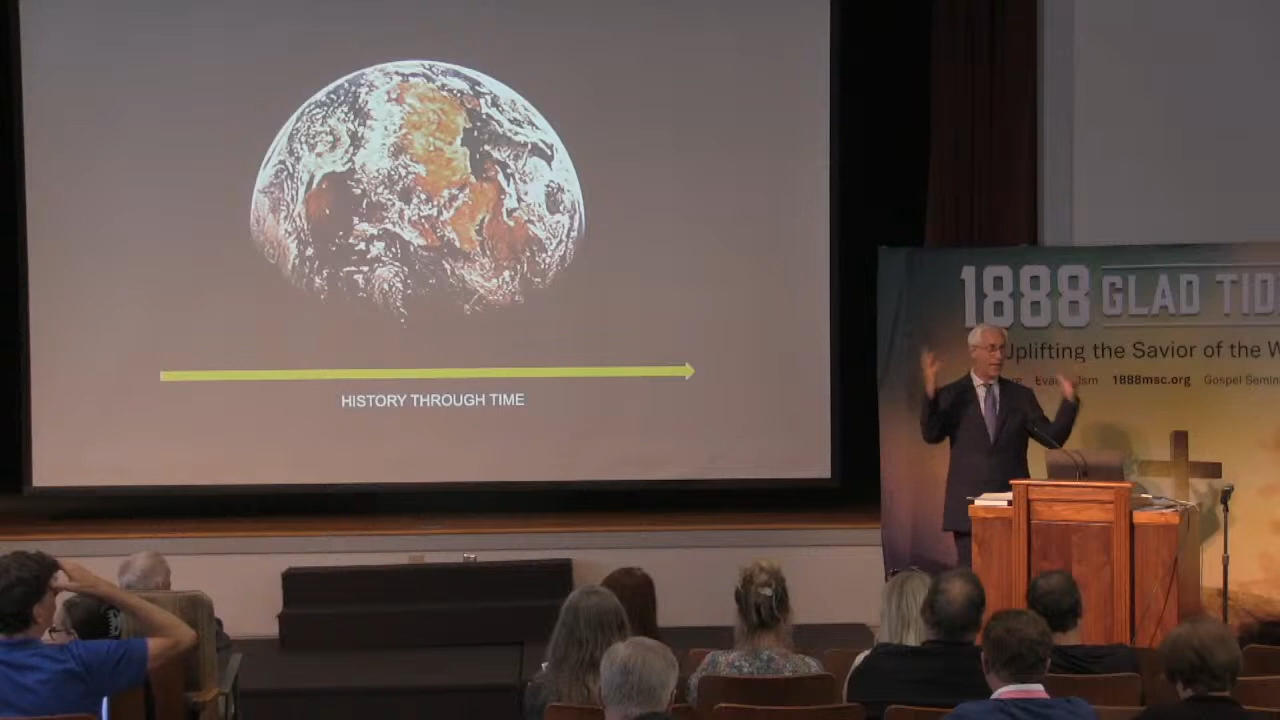 HISTORY THROUGH TIME
1888 GLAD TID
Uplifting the Savior of the W
1888msc.org Gospel Semin